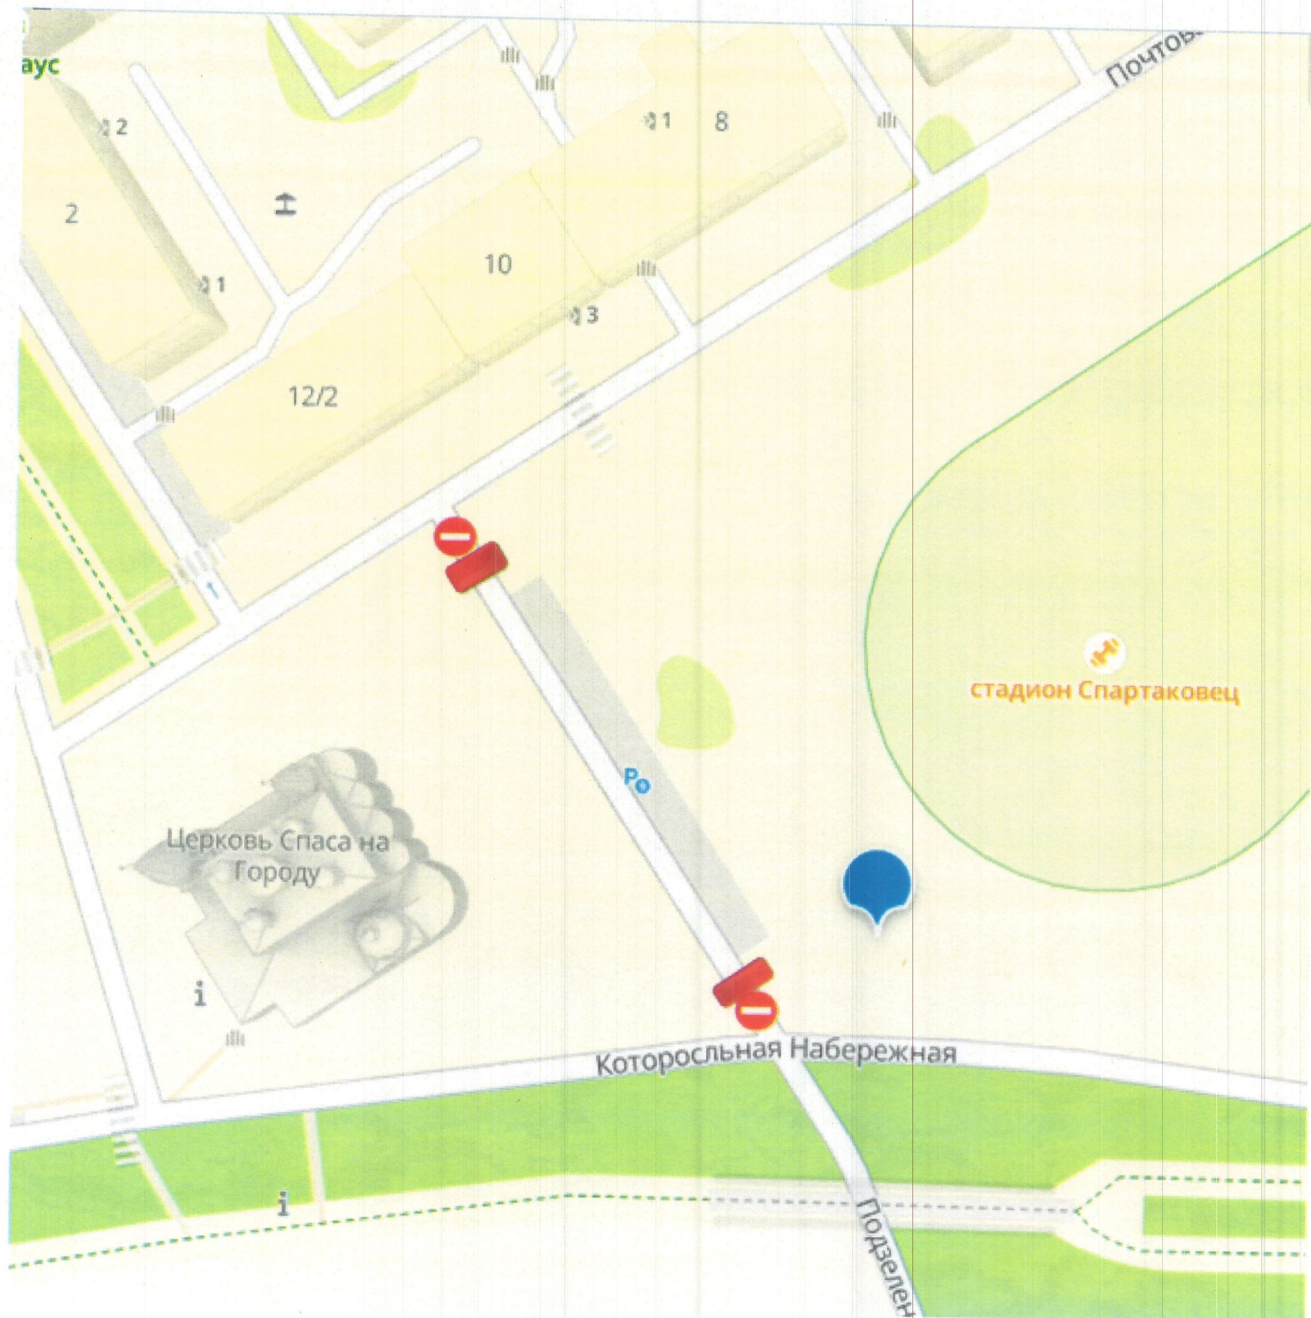 аус
Почтов
2
1
8
2
1
10
3
12/2
стадион Спартаковец
P
Церковь Спаса на
Городу
i
Которосльная Набережная
i
Подзелен